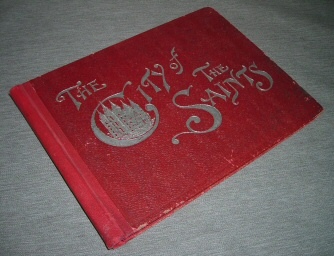 THE CITY of
THE
SAINTS